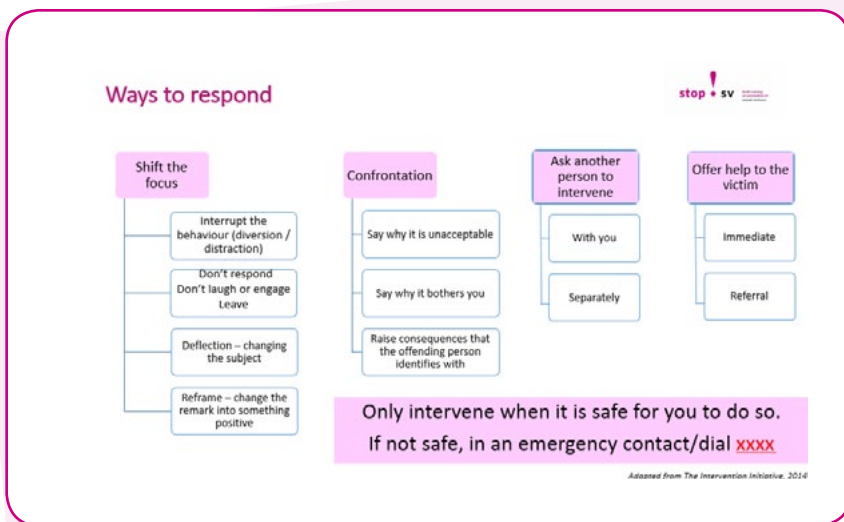 Ways to respond
stop ! sv
Shift the
focus
Interrupt the
behaviour (diversion /
distraction)
Don't respond
Don't laugh or engage
Leave
Deflection – changing
the subject
Reframe – change the
remark into something
positive
Confrontation
Say why it is unacceptable
Say why it bothers you
Raise consequences that
the offending person
identifies with
Ask another
person to
intervene
With you
Separately
Offer help to the
victim
Immediate
Referral
Only intervene when it is safe for you to do so.
If not safe, in an emergency contact/dial xxxx
Adapted from The Intervention Initiative, 2014